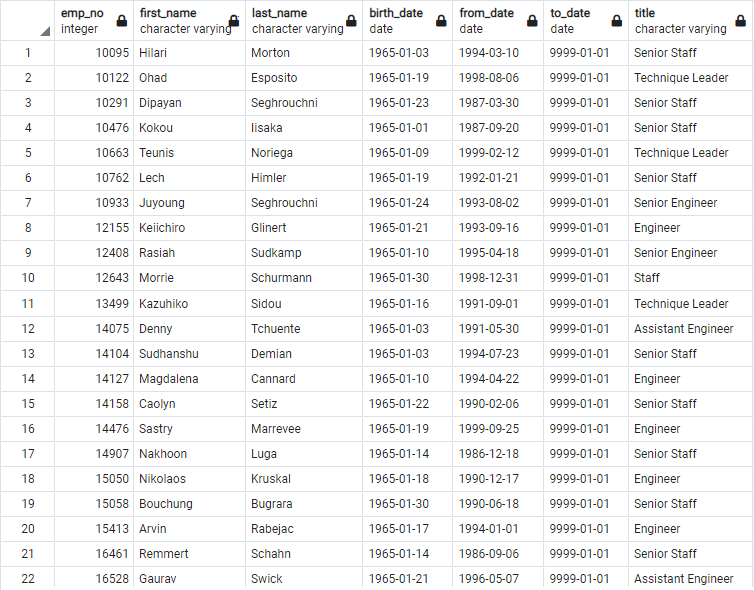 emp_no first_name last_name birth_date from_date to_date title
integer character varying character varying date date date character varying
1 10095 Hilari Morton 1965-01-03 1994-03-10 9999-01-01 Senior Staff
2 10122 Ohad Esposito 1965-01-19 1998-08-06 9999-01-01 Technique Leader
3 10291 Dipayan Seghrouchni 1965-01-23 1987-03-30 9999-01-01 Senior Staff
4 10476 Kokou Iisaka 1965-01-01 1987-09-20 9999-01-01 Senior Staff
5 10663 Teunis Noriega 1965-01-09 1999-02-12 9999-01-01 Technique Leader
6 10762 Lech Himler 1965-01-19 1992-01-21 9999-01-01 Senior Staff
7 10933 Juyoung Seghrouchni 1965-01-24 1993-08-02 9999-01-01 Senior Engineer
8 12155 Keiichiro Glinert 1965-01-21 1993-09-16 9999-01-01 Engineer
9 12408 Rasiah Sudkamp 1965-01-10 1995-04-18 9999-01-01 Senior Engineer
10 12643 Morrie Schurmann 1965-01-30 1998-12-31 9999-01-01 Staff
11 13499 Kazuhiko Sidou 1965-01-16 1991-09-01 9999-01-01 Technique Leader
12 14075 Denny Tchuente 1965-01-03 1991-05-30 9999-01-01 Assistant Engineer
13 14104 Sudhanshu Demian 1965-01-03 1994-07-23 9999-01-01 Senior Staff
14 14127 Magdalena Cannard 1965-01-10 1994-04-22 9999-01-01 Engineer
15 14158 Caolyn Setiz 1965-01-22 1990-02-06 9999-01-01 Senior Staff
16 14476 Sastry Marrevee 1965-01-19 1999-09-25 9999-01-01 Engineer
17 14907 Nakhoon Luga 1965-01-14 1986-12-18 9999-01-01 Senior Staff
18 15050 Nikolaos Kruskal 1965-01-18 1990-12-17 9999-01-01 Engineer
19 15058 Bouchung Bugrara 1965-01-30 1990-06-18 9999-01-01 Senior Staff
20 15413 Arvin Rabejac 1965-01-17 1994-01-01 9999-01-01 Engineer
21 16461 Remmert Schahn 1965-01-14 1986-09-06 9999-01-01 Senior Staff
22 16528 Gaurav Swick 1965-01-21 1996-05-07 9999-01-01 Assistant Engineer